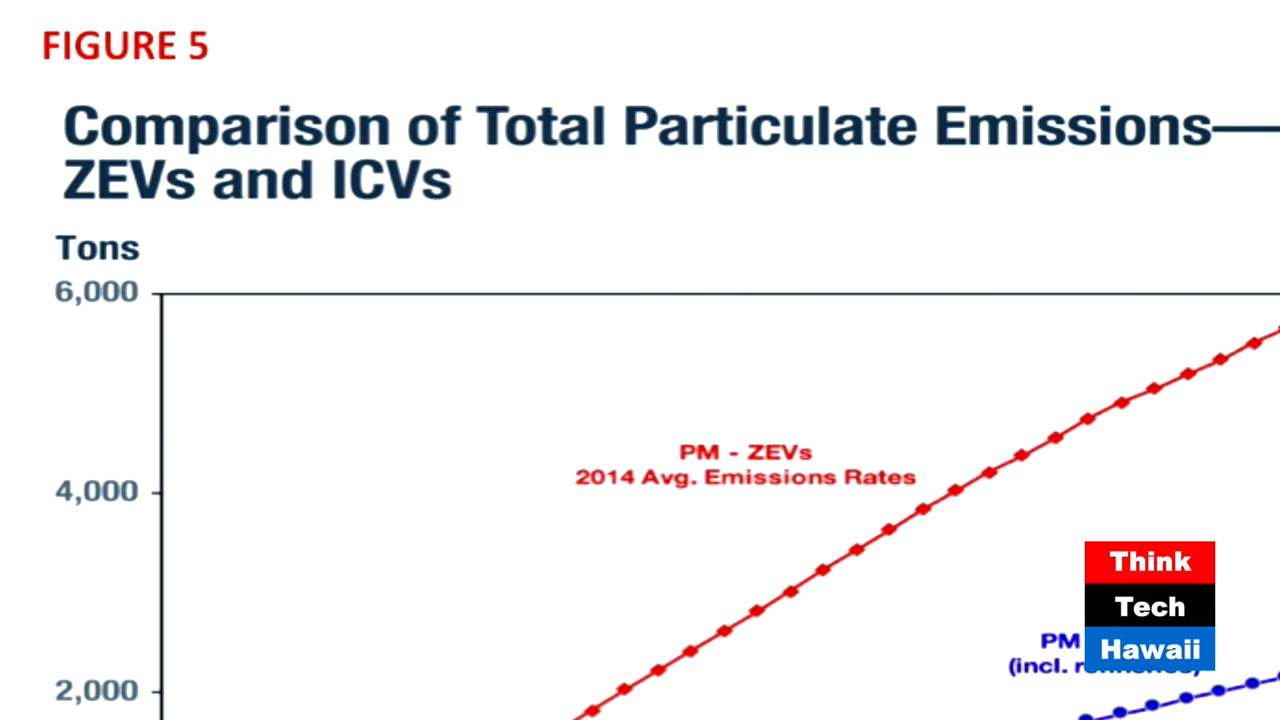 FIGURE 5
Comparison of Total Particulate Emissions—
ZEVs and ICVs
Tons
6,000
PM - ZEVs
2014 Avg. Emissions Rates
4,000
Think
Tech
Hawaii
PM
(incl.
2,000